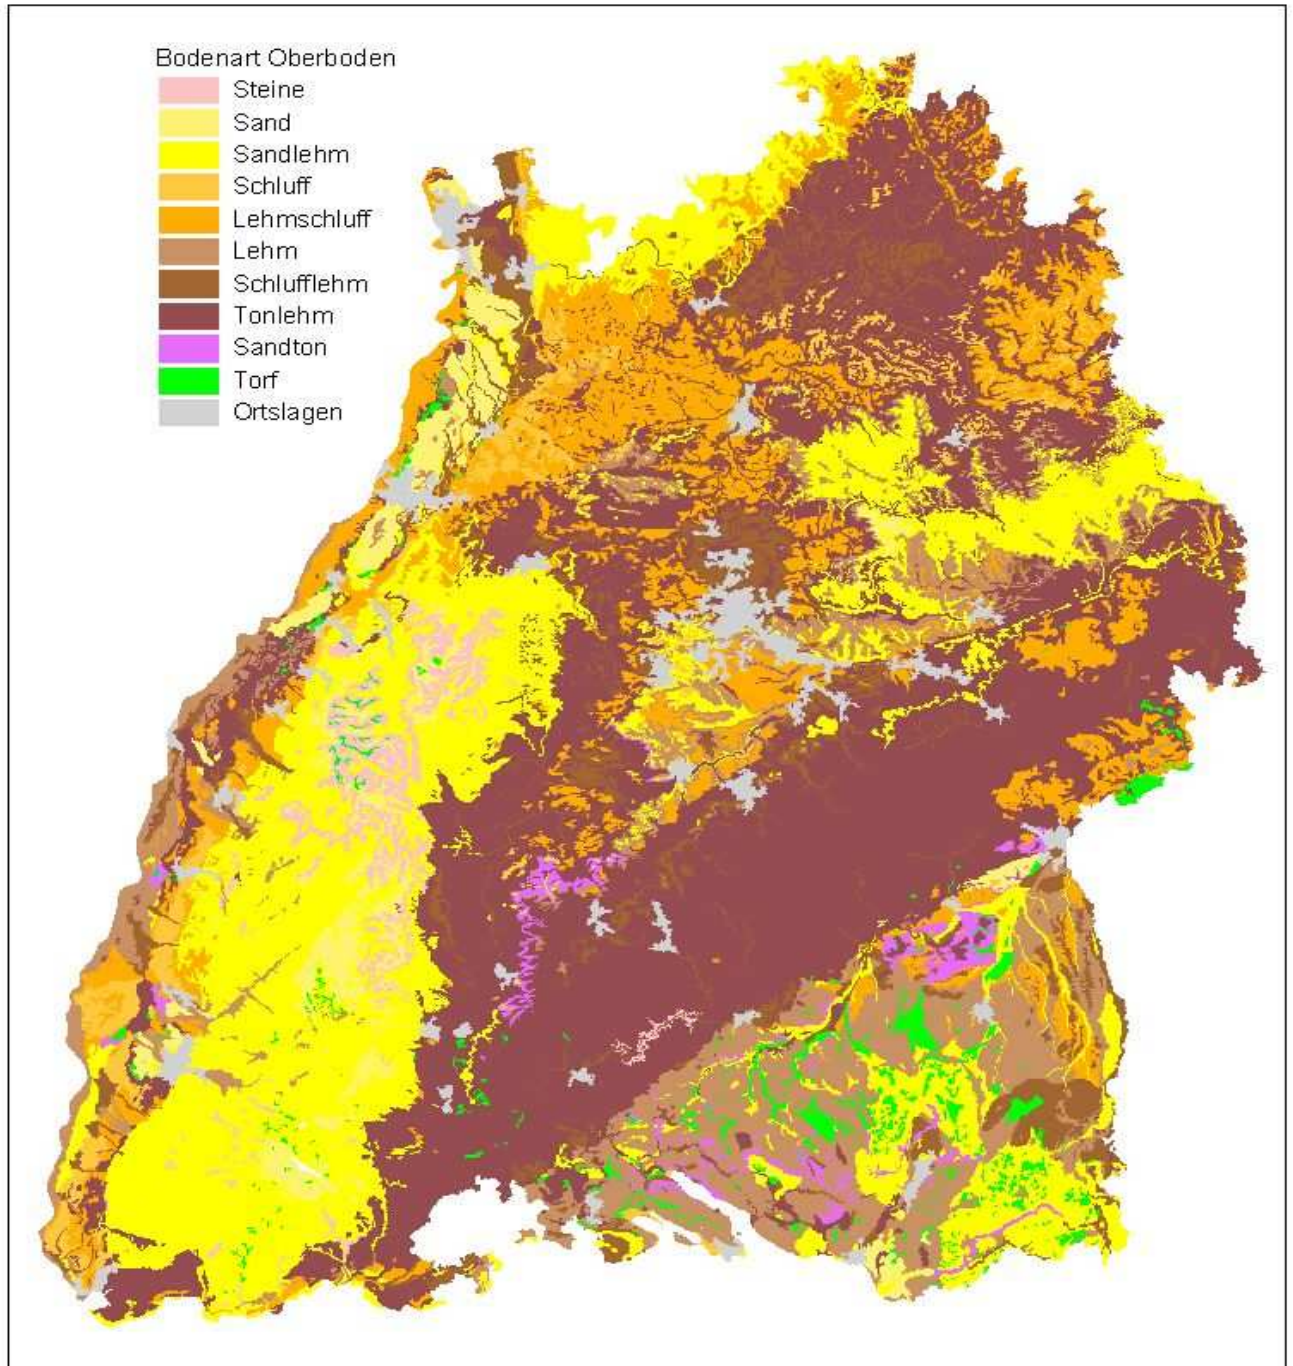 Bodenart Oberboden
Steine
Sand
Sandlehm
Schluff
Lehmschluff
Lehm
Schlufflehm
Tonlehm
Sandton
Torf
Ortslagen